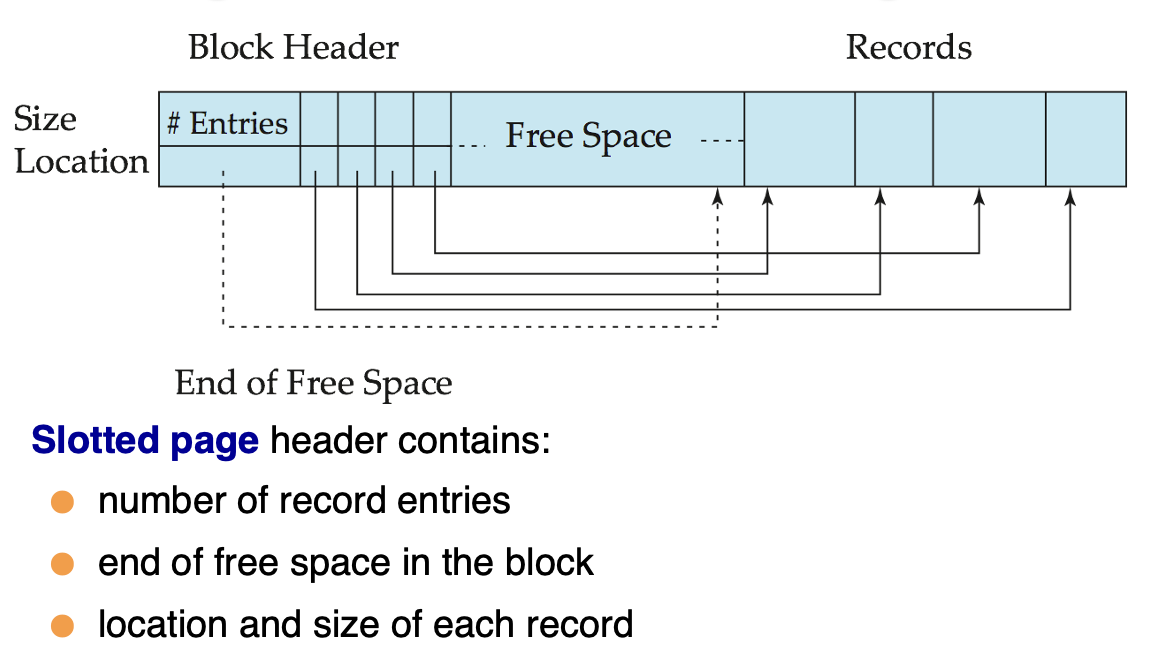 Block Header
Records
Size
# Entries
Free Space
Location
End of Free Space
Slotted page header contains:
number of record entries
end of free space in the block
location and size of each record